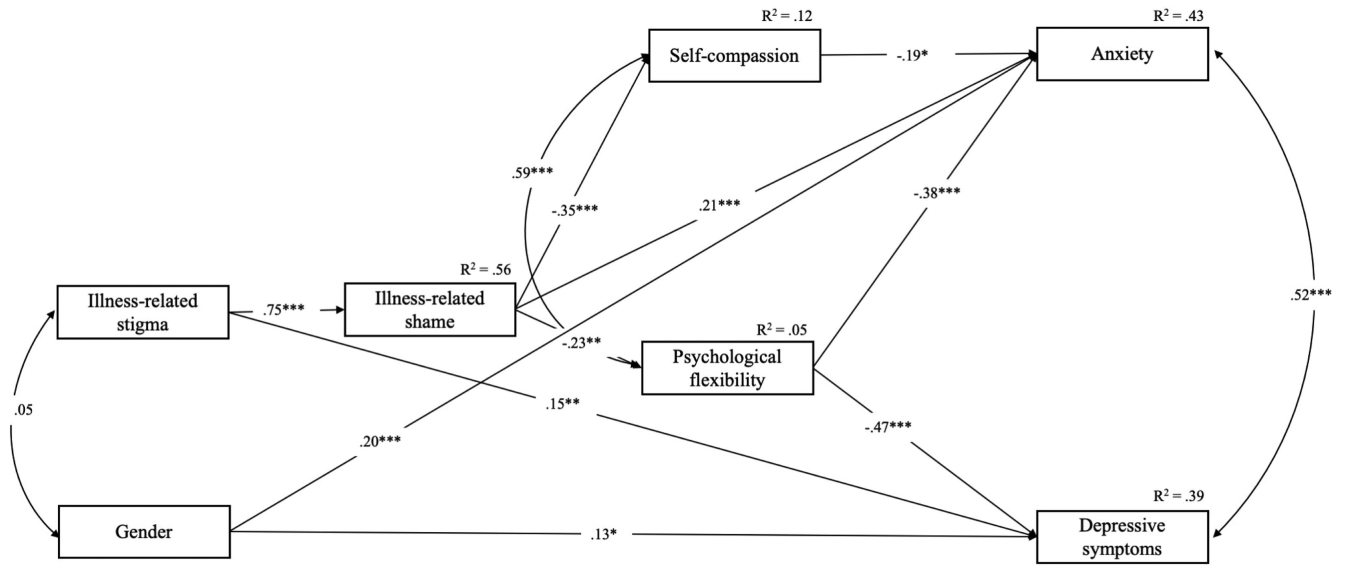 R² = .12
R² = .43
Self-compassion
-.19*
Anxiety
.59***
-.35***
.21***
-.38***
R² = .56
Illness-related
stigma
.75***
Illness-related
shame
.52***
R² = .05
-.23**
Psychological
flexibility
.05
.15**
-.47***
.20***
R² = .39
Gender
.13*
Depressive
symptoms